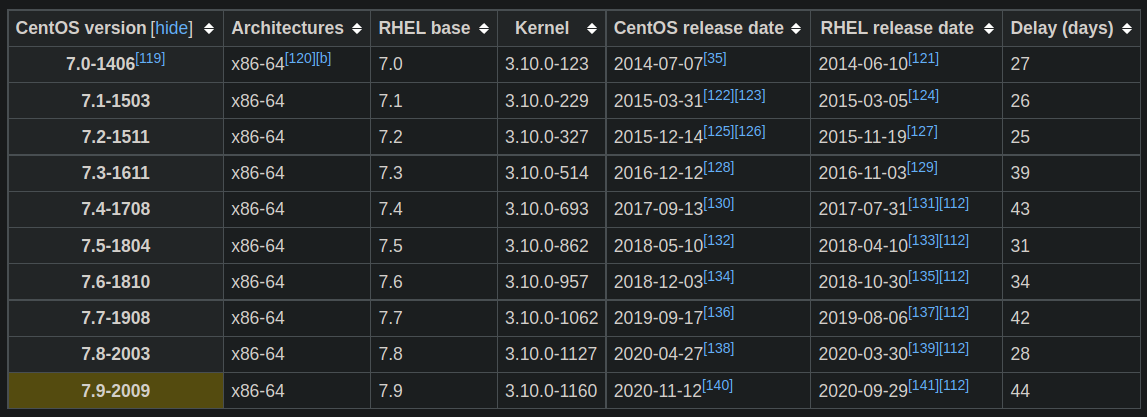 CentOS version [hide] Architectures RHEL base Kernel CentOS release date RHEL release date Delay (days)
7.0-1406[119] x86-64[120][b] 7.0 3.10.0-123 2014-07-07[35] 2014-06-10[121] 27
7.1-1503 x86-64 7.1 3.10.0-229 2015-03-31[122][123] 2015-03-05[124] 26
7.2-1511 x86-64 7.2 3.10.0-327 2015-12-14[125][126] 2015-11-19[127] 25
7.3-1611 x86-64 7.3 3.10.0-514 2016-12-12[128] 2016-11-03[129] 39
7.4-1708 x86-64 7.4 3.10.0-693 2017-09-13[130] 2017-07-31[131][112] 43
7.5-1804 x86-64 7.5 3.10.0-862 2018-05-10[132] 2018-04-10[133][112] 31
7.6-1810 x86-64 7.6 3.10.0-957 2018-12-03[134] 2018-10-30[135][112] 34
7.7-1908 x86-64 7.7 3.10.0-1062 2019-09-17[136] 2019-08-06[137][112] 42
7.8-2003 x86-64 7.8 3.10.0-1127 2020-04-27[138] 2020-03-30[139][112] 28
7.9-2009 x86-64 7.9 3.10.0-1160 2020-11-12[140] 2020-09-29[141][112] 44